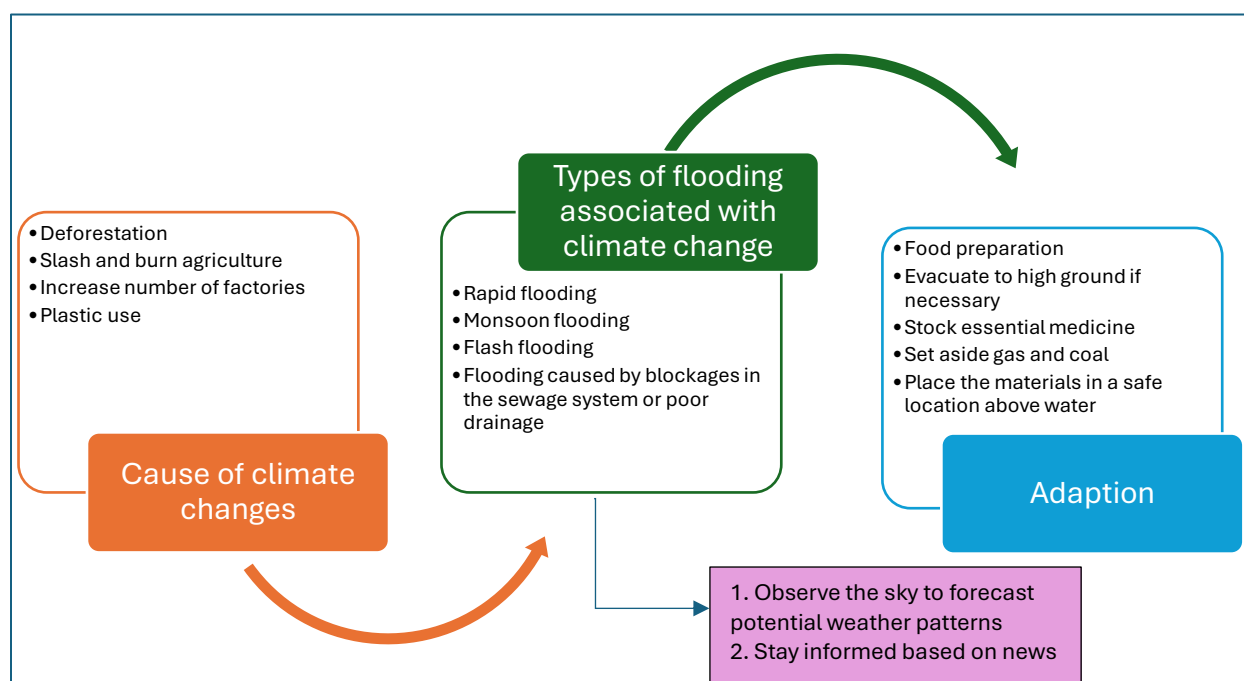 • Deforestation
• Slash and burn agriculture
• Increase number of factories
• Plastic use
Cause of climate
changes
Types of flooding
associated with
climate change
• Rapid flooding
• Monsoon flooding
• Flash flooding
• Flooding caused by blockages in
the sewage system or poor
drainage
1. Observe the sky to forecast
potential weather patterns
2. Stay informed based on news
• Food preparation
• Evacuate to high ground if
necessary
• Stock essential medicine
• Set aside gas and coal
• Place the materials in a safe
location above water
Adaption